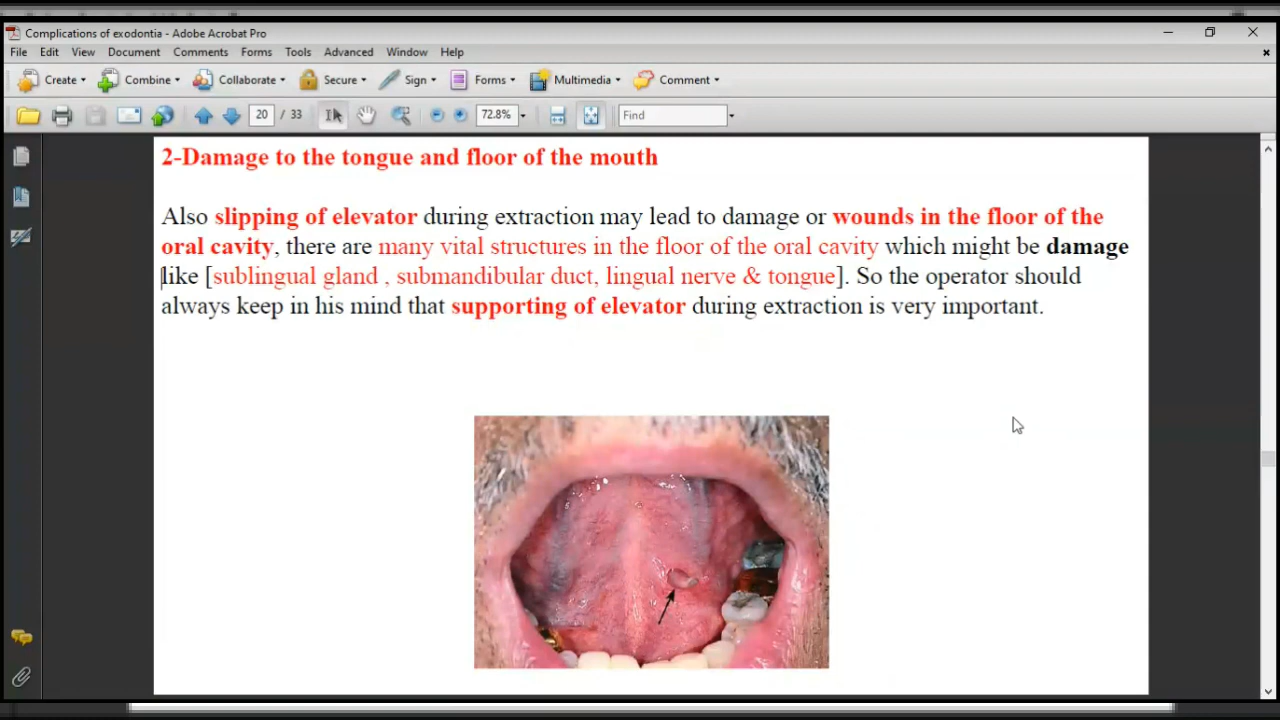 Complications of exodontia - Adobe Acrobat Pro
File Edit View Document Comments Forms Tools Advanced Window Help
Create Combine Collaborate Secure Sign Forms Multimedia Comment
20 / 33 72.8% Find
2-Damage to the tongue and floor of the mouth
Also slipping of elevator during extraction may lead to damage or wounds in the floor of the
oral cavity, there are many vital structures in the floor of the oral cavity which might be damage
like [sublingual gland , submandibular duct, lingual nerve & tongue]. So the operator should
always keep in his mind that supporting of elevator during extraction is very important.